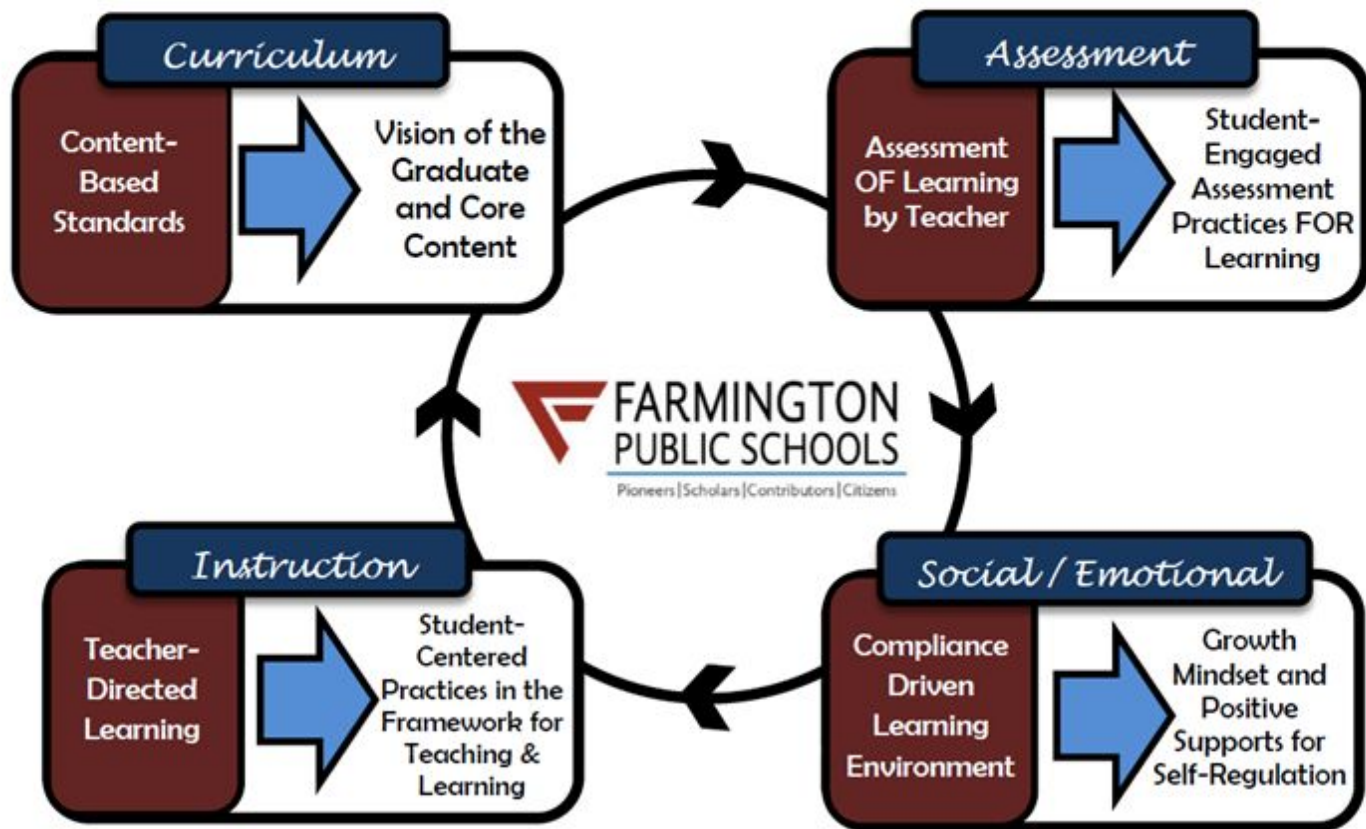 Curriculum
Content-
Based
Standards
Vision of the
Graduate
and Core
Content
Assessment
Assessment
OF Learning
by Teacher
Student-
Engaged
Assessment
Practices FOR
Learning
FARMINGTON
PUBLIC SCHOOLS
Pioneers|Scholars|Contributors|Citizens
Instruction
Teacher-
Directed
Learning
Student-
Centered
Practices in the
Framework for
Teaching &
Learning
Social / Emotional
Compliance
Driven
Learning
Environment
Growth
Mindset and
Positive
Supports for
Self-Regulation